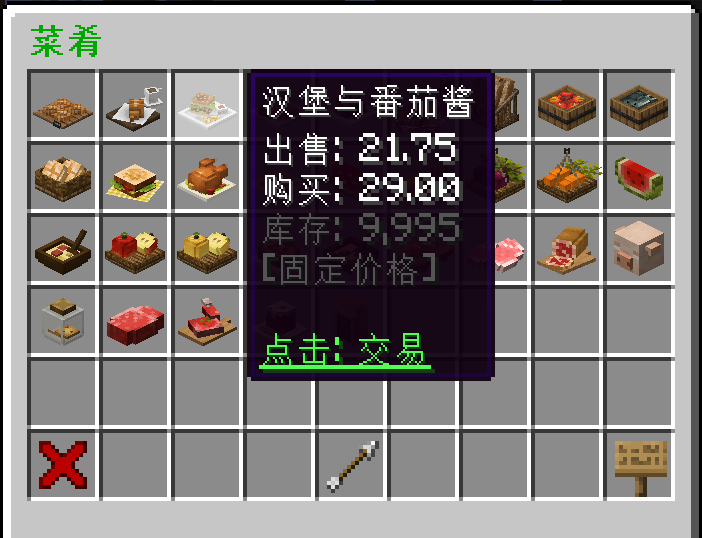 菜肴
汉堡与番茄酱
出售: 21.75
购买: 29.00
库存: 9,995
[固定价格]
点击: 交易